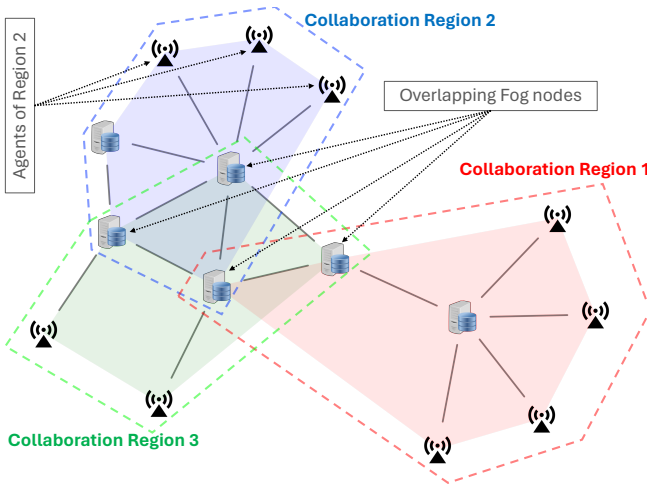 Collaboration Region 2
Agents of Region 2
Overlapping Fog nodes
Collaboration Region 1
Collaboration Region 3